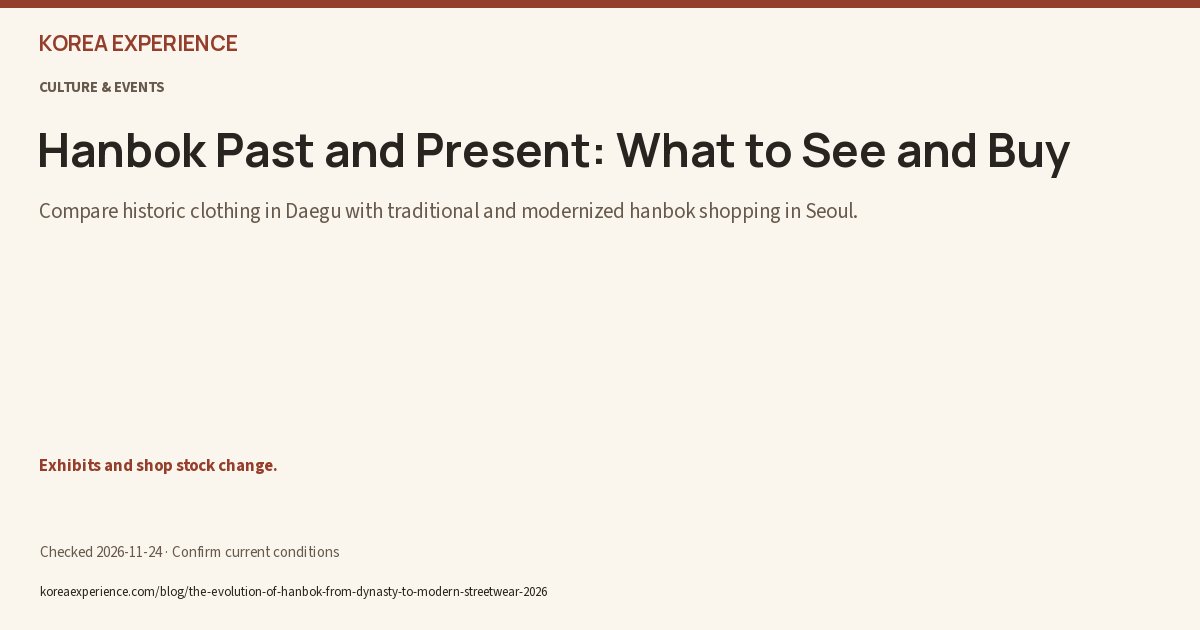 KOREA EXPERIENCE
CULTURE & EVENTS
Hanbok Past and Present: What to See and Buy
Compare historic clothing in Daegu with traditional and modernized hanbok shopping in Seoul.
Exhibits and shop stock change.
Checked 2026-11-24 · Confirm current conditions
koreaexperience.com/blog/the-evolution-of-hanbok-from-dynasty-to-modern-streetwear-2026